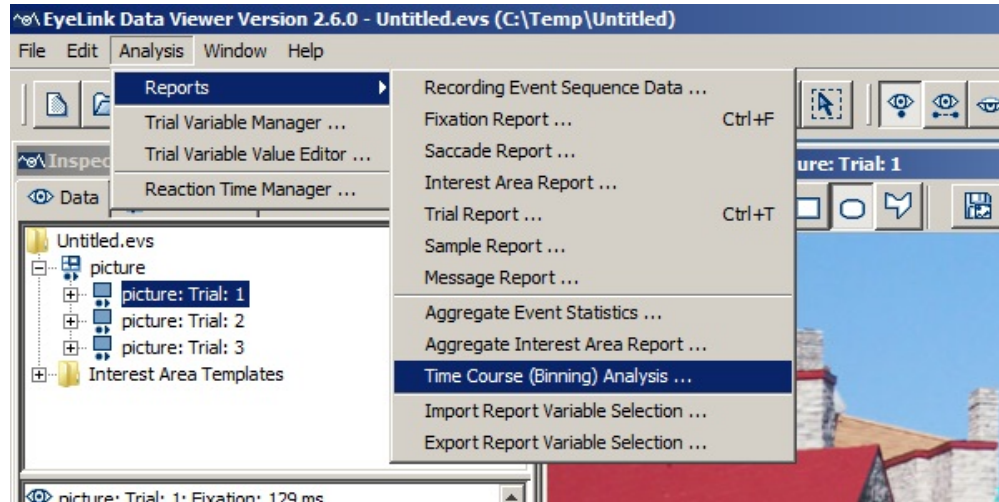 EyeLink Data Viewer Version 2.6.0 - Untitled.evs (C:\Temp\Untitled)
File Edit Analysis Window Help
Reports
Trial Variable Manager ...
Trial Variable Value Editor ...
Reaction Time Manager ...
Recording Event Sequence Data ...
Fixation Report ... Ctrl+F
Saccade Report ...
Interest Area Report ...
Trial Report ... Ctrl+T
Sample Report ...
Message Report ...
Aggregate Event Statistics ...
Aggregate Interest Area Report ...
Time Course (Binning) Analysis ...
Import Report Variable Selection ...
Export Report Variable Selection ...
Inspec
Data
Untitled.evs
picture
picture: Trial: 1
picture: Trial: 2
picture: Trial: 3
Interest Area Templates
picture: Trial: 1: Fixation: 129 ms
ure: Trial: 1